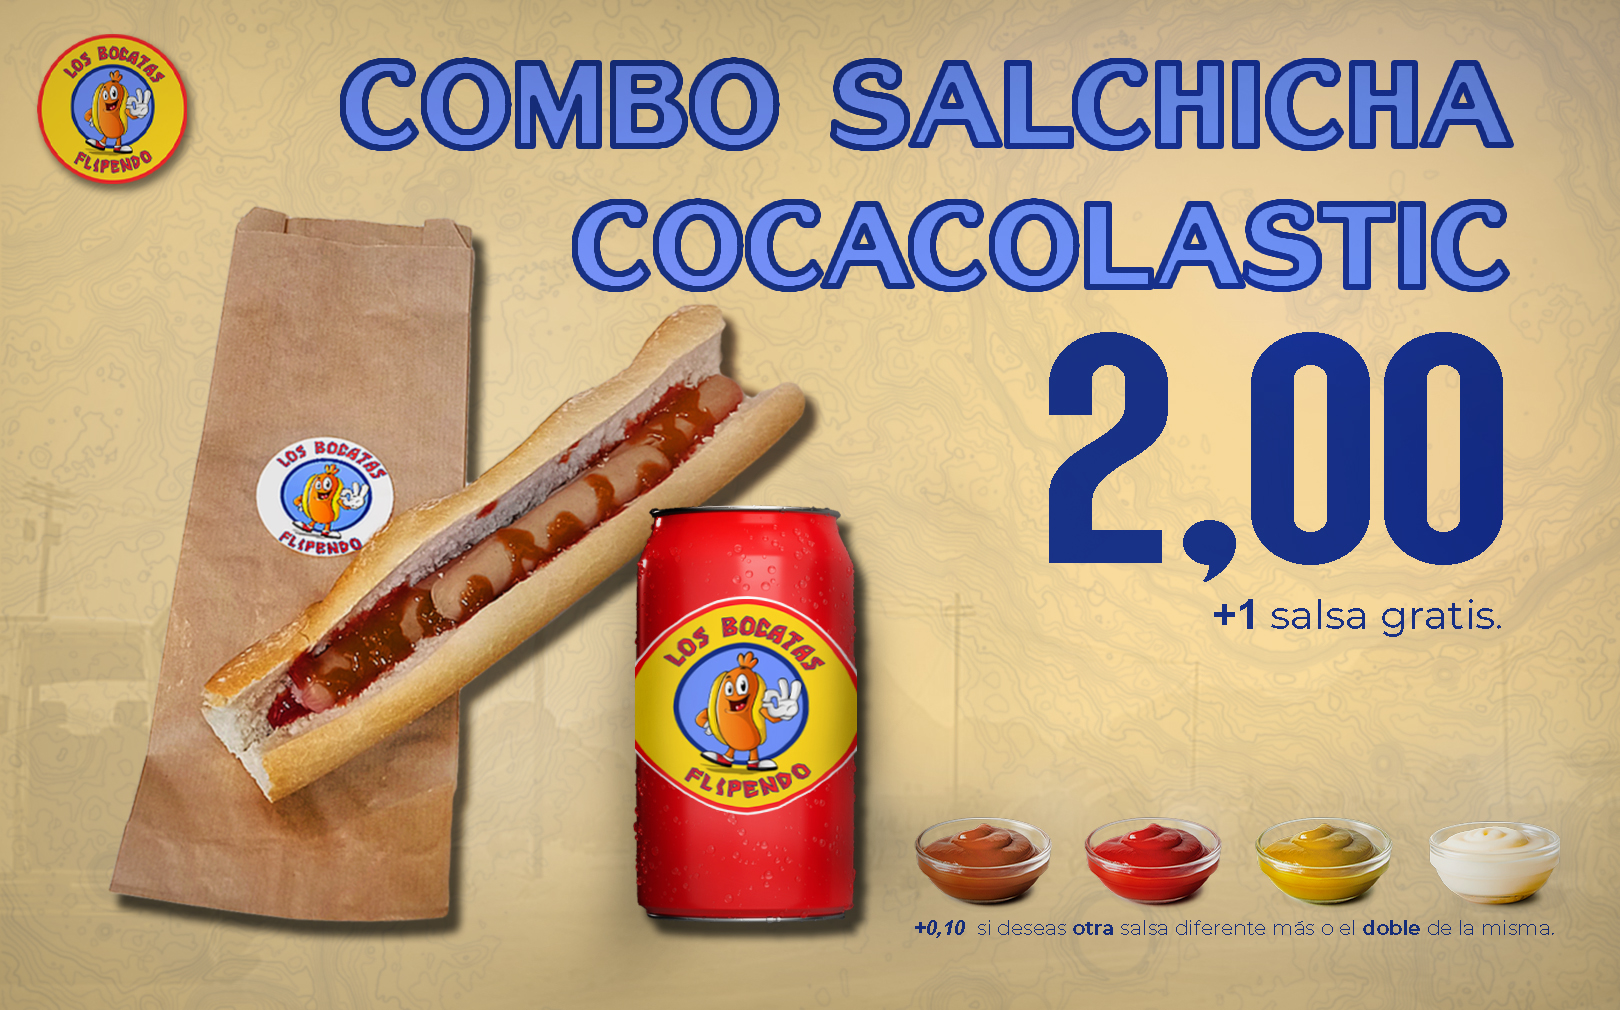 LOS BOCATAS
FLIPENDO
COMBO SALCHICHA
COCACOLASTIC
2,00
+1 salsa gratis.
LOS BOCATAS
FLIPENDO
LOS BOCATAS
FLIPENDO
+0,10 si deseas otra salsa diferente más o el doble de la misma.